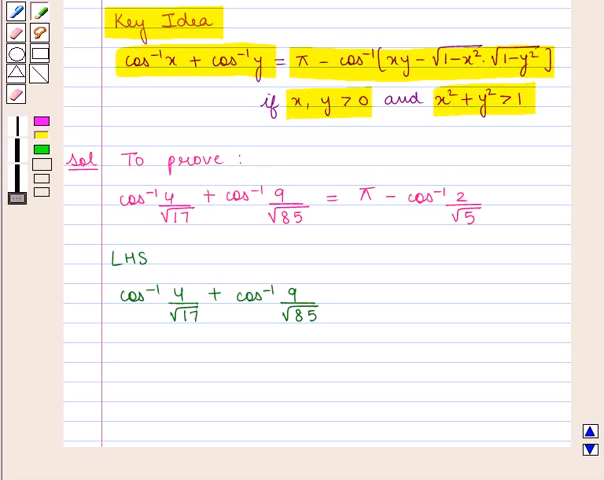 Key Idea
cos⁻¹x + cos⁻¹y = π − cos⁻¹[xy − √1−x² · √1−y²]
if x, y > 0 and x² + y² > 1
Sol To prove :
cos⁻¹ 4/√17 + cos⁻¹ 9/√85 = π − cos⁻¹ 2/√5
LHS
cos⁻¹ 4/√17 + cos⁻¹ 9/√85